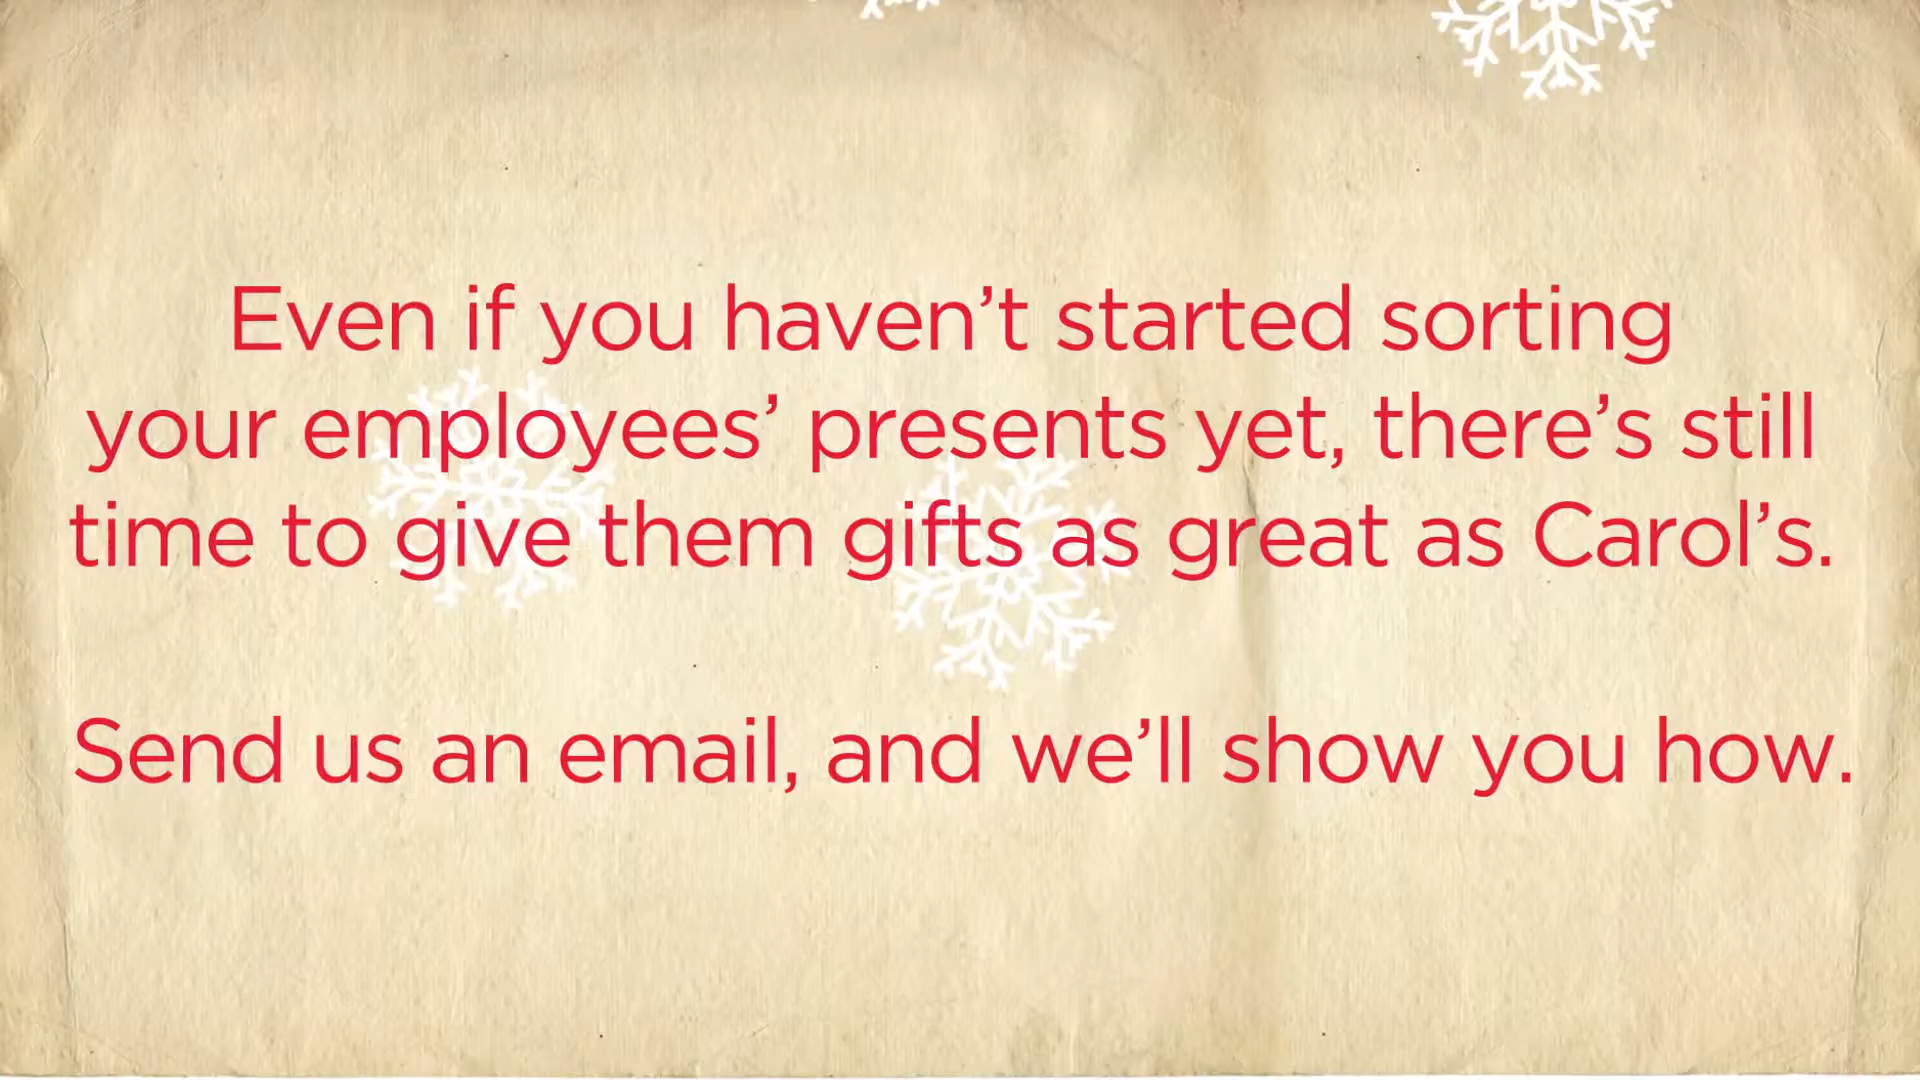 Even if you haven’t started sorting
your employees’ presents yet, there’s still
time to give them gifts as great as Carol’s.
Send us an email, and we’ll show you how.